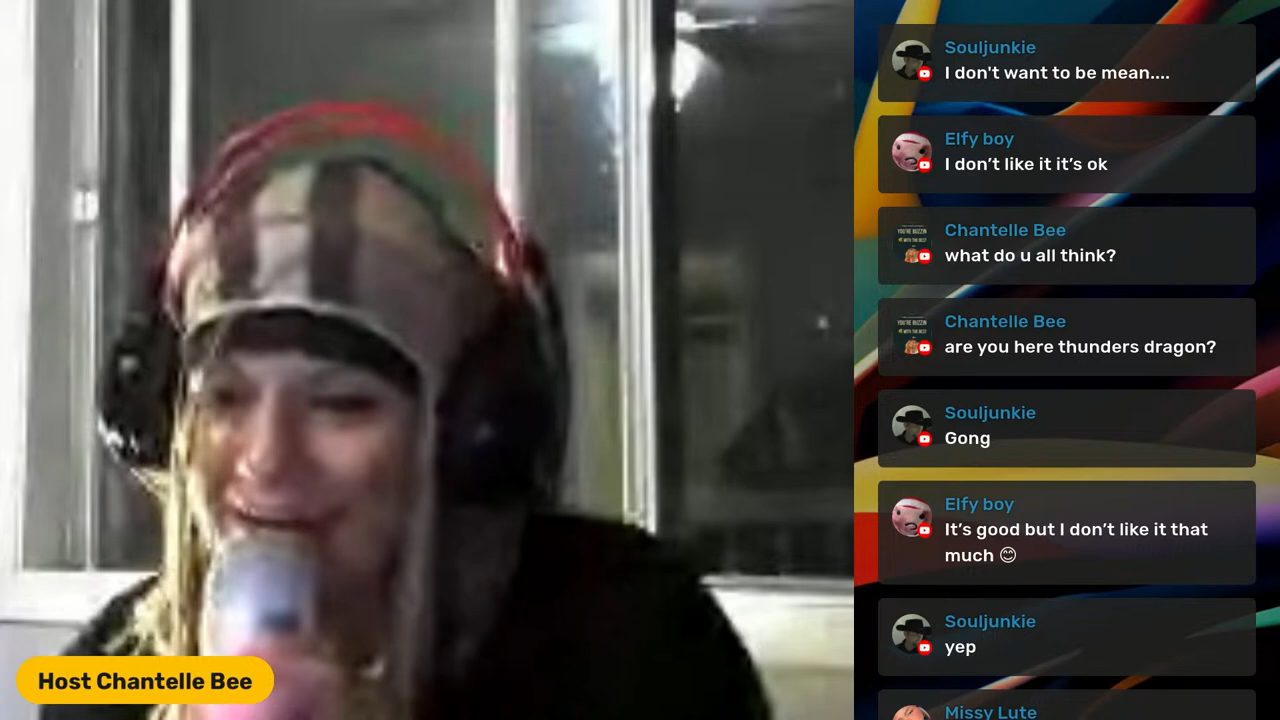 Souljunkie
I don't want to be mean....
Elfy boy
I don’t like it it’s ok
Chantelle Bee
what do u all think?
Chantelle Bee
are you here thunders dragon?
Souljunkie
Gong
Elfy boy
It’s good but I don’t like it that
much 😊
Souljunkie
yep
Missy Lute
Host Chantelle Bee